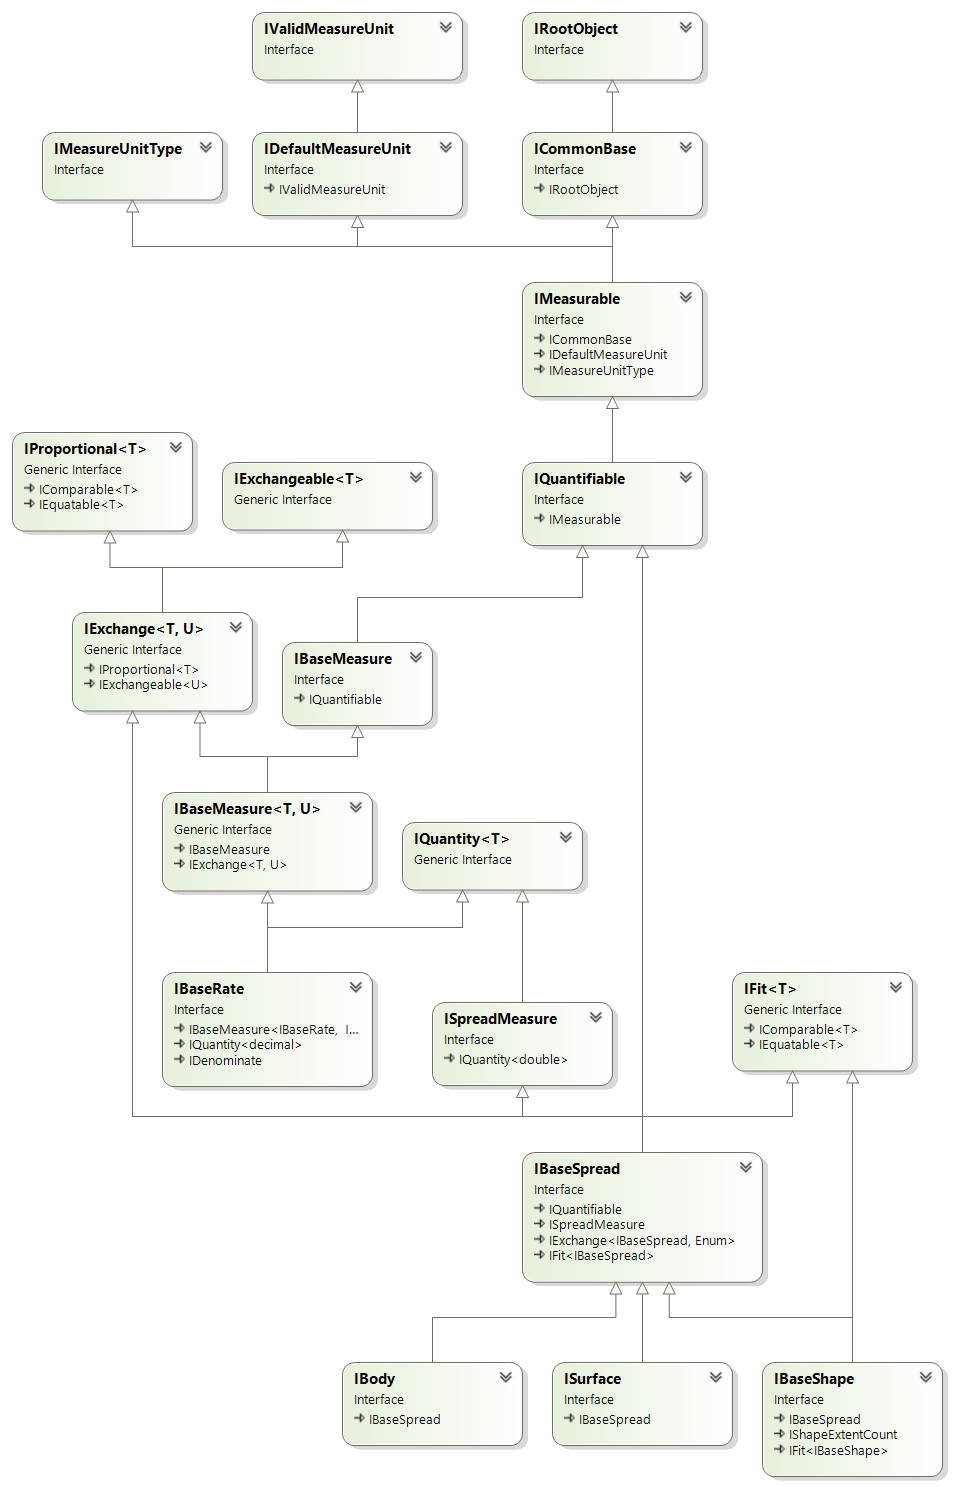 IValidMeasureUnit
Interface
IRootObject
Interface
IMeasureUnitType
Interface
IDefaultMeasureUnit
Interface
IValidMeasureUnit
ICommonBase
Interface
IRootObject
IMeasurable
Interface
ICommonBase
IDefaultMeasureUnit
IMeasureUnitType
IProportional<T>
Generic Interface
IComparable<T>
IEquatable<T>
IExchangeable<T>
Generic Interface
IQuantifiable
Interface
IMeasurable
IExchange<T, U>
Generic Interface
IProportional<T>
IExchangeable<U>
IBaseMeasure
Interface
IQuantifiable
IBaseMeasure<T, U>
Generic Interface
IBaseMeasure
IExchange<T, U>
IQuantity<T>
Generic Interface
IBaseRate
Interface
IBaseMeasure<IBaseRate, I...
IQuantity<decimal>
IDenominate
ISpreadMeasure
Interface
IQuantity<double>
IFit<T>
Generic Interface
IComparable<T>
IEquatable<T>
IBaseSpread
Interface
IQuantifiable
ISpreadMeasure
IExchange<IBaseSpread, Enum>
IFit<IBaseSpread>
IBody
Interface
IBaseSpread
ISurface
Interface
IBaseSpread
IBaseShape
Interface
IBaseSpread
IShapeExtentCount
IFit<IBaseShape>